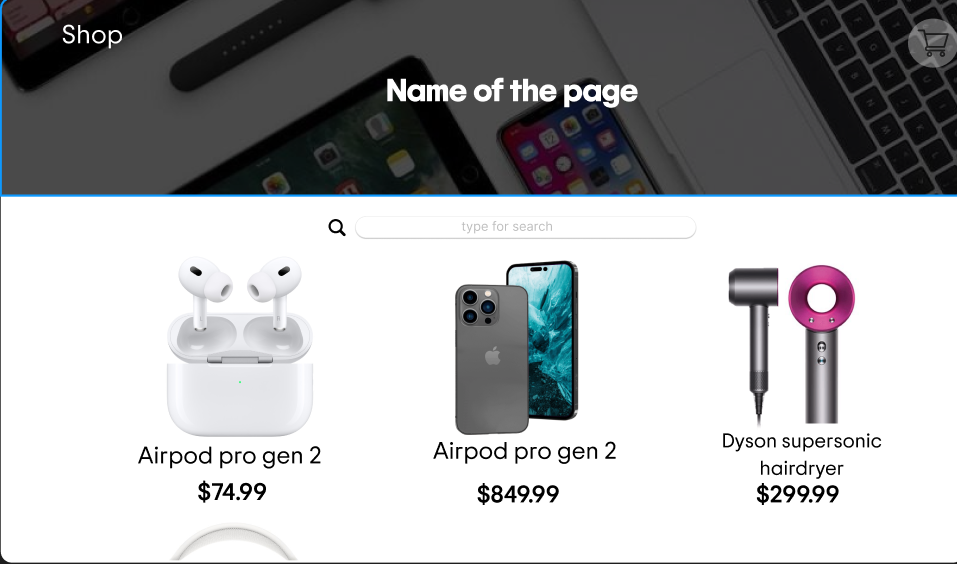 Shop
Name of the page
type for search
Airpod pro gen 2
Airpod pro gen 2
Dyson supersonic
hairdryer
$74.99
$849.99
$299.99